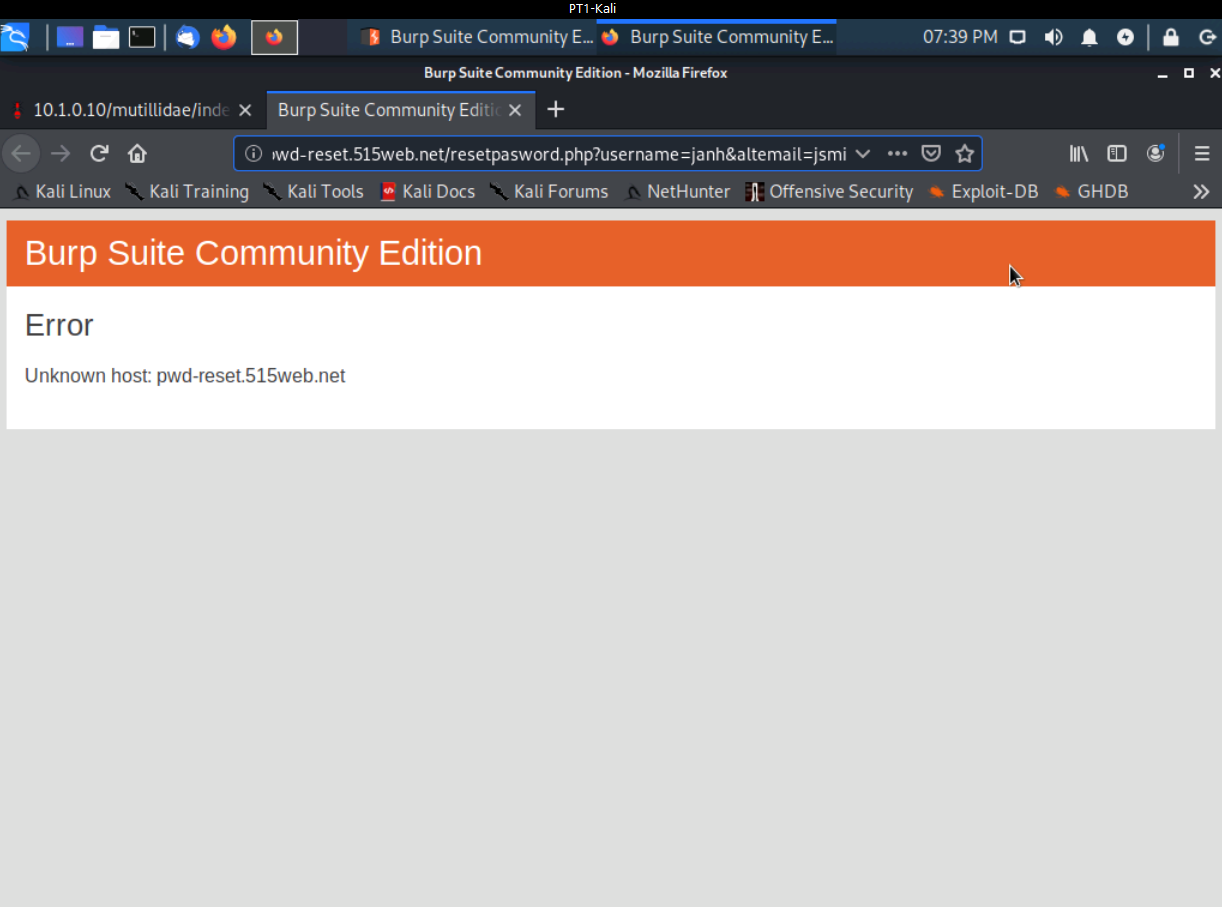 PT1-Kali
Burp Suite Community E... Burp Suite Community E... 07:39 PM
Burp Suite Community Edition - Mozilla Firefox
10.1.0.10/mutillidae/inde Burp Suite Community Editic
wd-reset.515web.net/resetpasword.php?username=janh&altemail=jsmi
Kali Linux Kali Training Kali Tools Kali Docs Kali Forums NetHunter Offensive Security Exploit-DB GHDB
Burp Suite Community Edition
Error
Unknown host: pwd-reset.515web.net